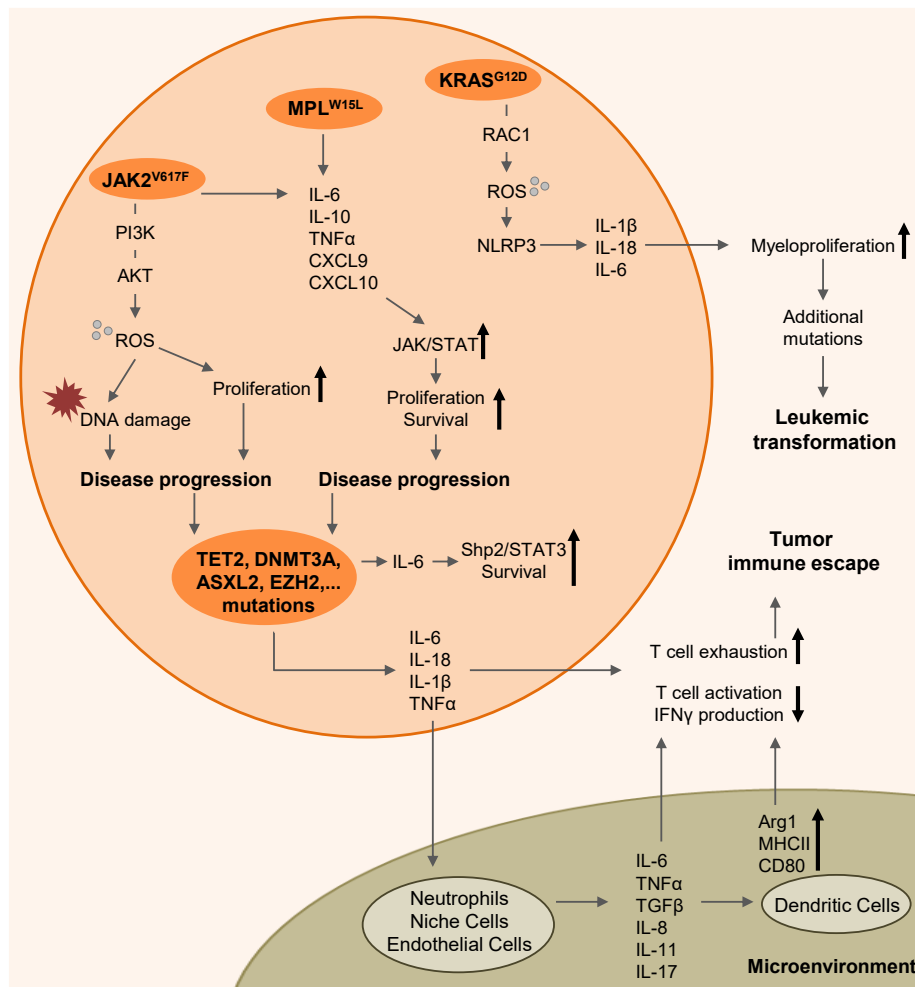 KRASG12D
MPLW15L
RAC1
JAK2V617F
ROS
IL-6
IL-10
TNFα
CXCL9
CXCL10
PI3K
NLRP3
IL-1β
IL-18
IL-6
Myeloproliferation
AKT
Additional
mutations
ROS
JAK/STAT
Proliferation
DNA damage
Proliferation
Survival
Leukemic
transformation
Disease progression
Disease progression
TET2, DNMT3A,
ASXL2, EZH2,...
mutations
IL-6
Shp2/STAT3
Survival
Tumor
immune escape
IL-6
IL-18
IL-1β
TNFα
T cell exhaustion
T cell activation
IFNγ production
Arg1
MHCII
CD80
Neutrophils
Niche Cells
Endothelial Cells
IL-6
TNFα
TGFβ
IL-8
IL-11
IL-17
Dendritic Cells
Microenvironment